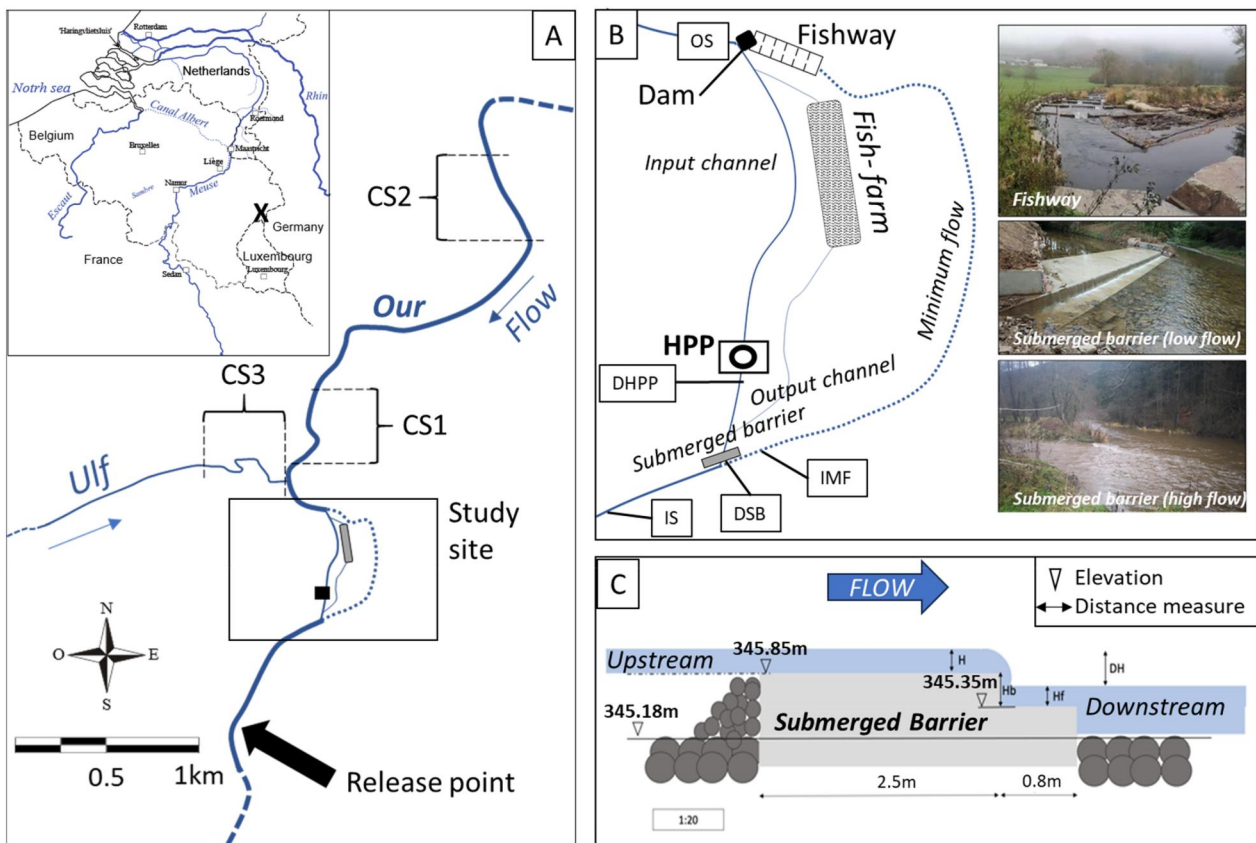 A
'Haringvlietsluis'
Rotterdam
Netherlands
Notrh sea
Rhin
Canal Albert
Roermond
Belgium
Bruxelles
Maastricht
Liège
Namur
Meuse
Sambre
Escaut
X
Germany
France
Luxembourg
Luxembourg
Sedan
CS2
Our
Flow
CS3
CS1
Ulf
Study
site
N
O
E
S
0.5
1km
Release point
B
OS
Fishway
Dam
Input channel
Fish-farm
Minimum flow
HPP
DHPP
Output channel
Submerged barrier
IMF
IS
DSB
Fishway
Submerged barrier (low flow)
Submerged barrier (high flow)
C
FLOW
Elevation
Distance measure
Upstream
345.85m
H
DH
345.35m
Hb
Hf
Downstream
345.18m
Submerged Barrier
2.5m
0.8m
1:20